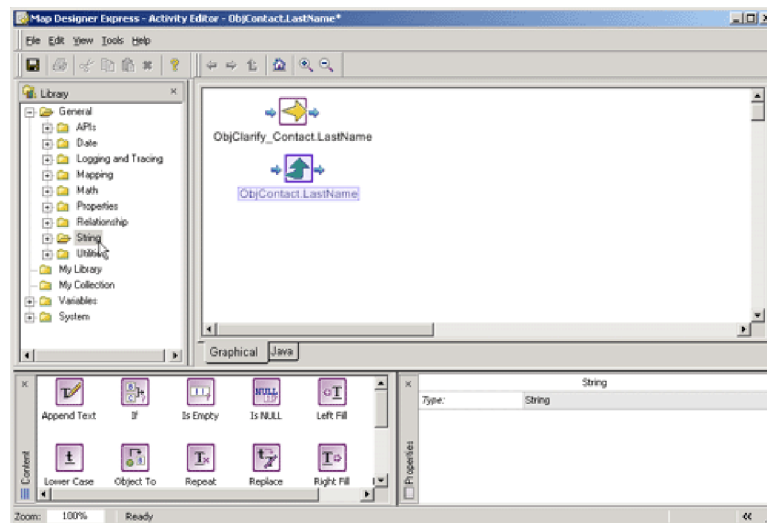 Map Designer Express - Activity Editor - ObjContact.LastName*
File Edit View Tools Help
Library
General
APIs
Date
Logging and Tracing
Mapping
Math
Properties
Relationship
String
Utilities
My Library
My Collection
Variables
System
ObjClarify_Contact.LastName
ObjContact.LastName
Graphical Java
Content
Append Text If Is Empty Is NULL Left Fill
Lower Case Object To Repeat Replace Right Fill
Properties
String
Type: String
Zoom: 100% Ready